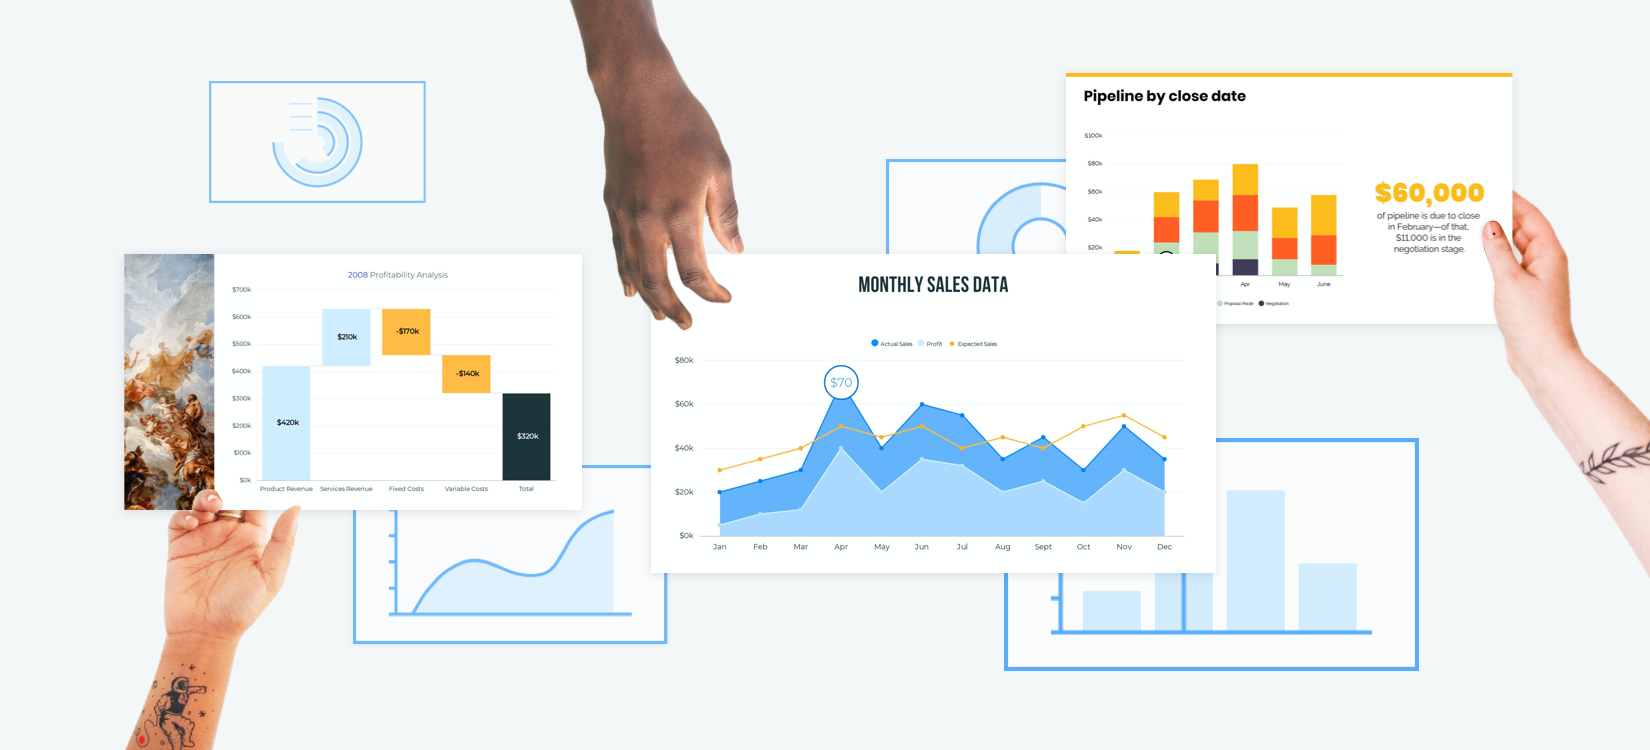 Pipeline by close date
$100k
$80k
$60k
$40k
$20k
$60,000
of pipeline is due to close
in February—of that,
$11,000 is in the
negotiation stage.
Apr May June
Proposal Made Negotiation
2008 Profitability Analysis
$700k
$600k
$500k
$400k
$300k
$200k
$100k
$0k
$420k
$210k
-$170k
-$140k
$320k
Product Revenue Services Revenue Fixed Costs Variable Costs Total
MONTHLY SALES DATA
Actual Sales Profit Expected Sales
$80k
$60k
$40k
$20k
$0k
$70
Jan Feb Mar Apr May Jun Jul Aug Sept Oct Nov Dec